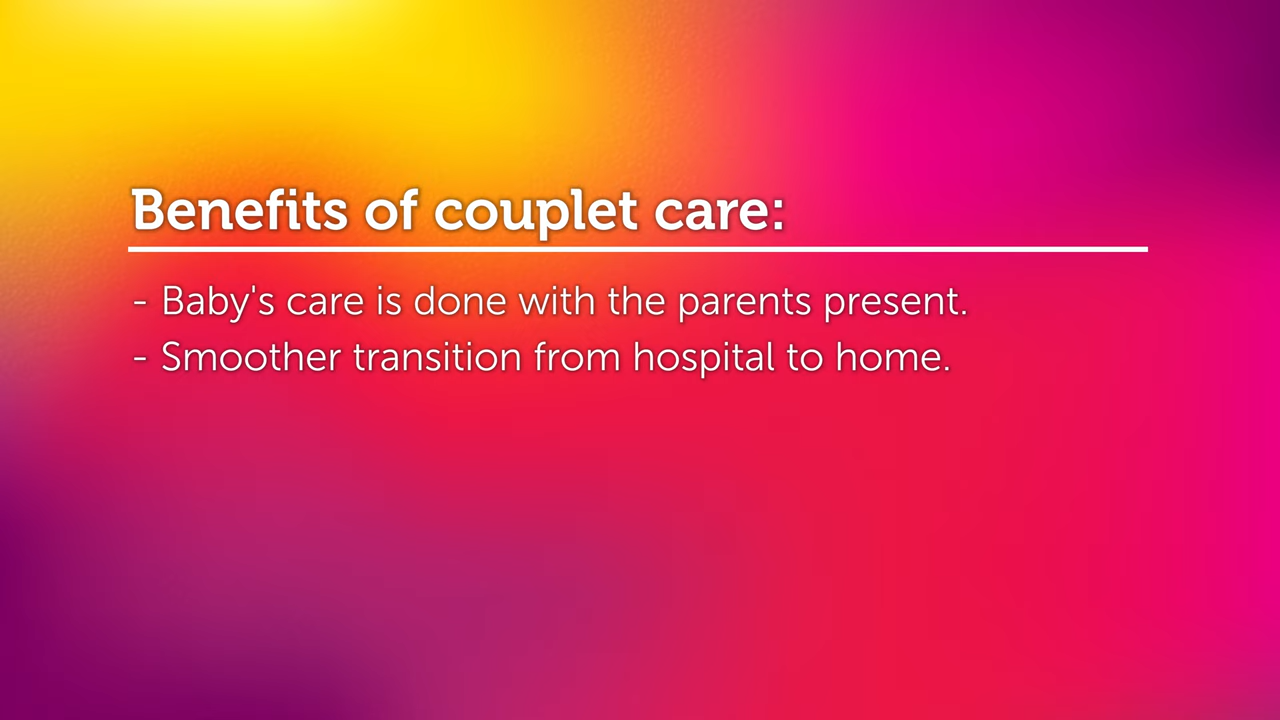 Benefits of couplet care:
- Baby's care is done with the parents present.
- Smoother transition from hospital to home.